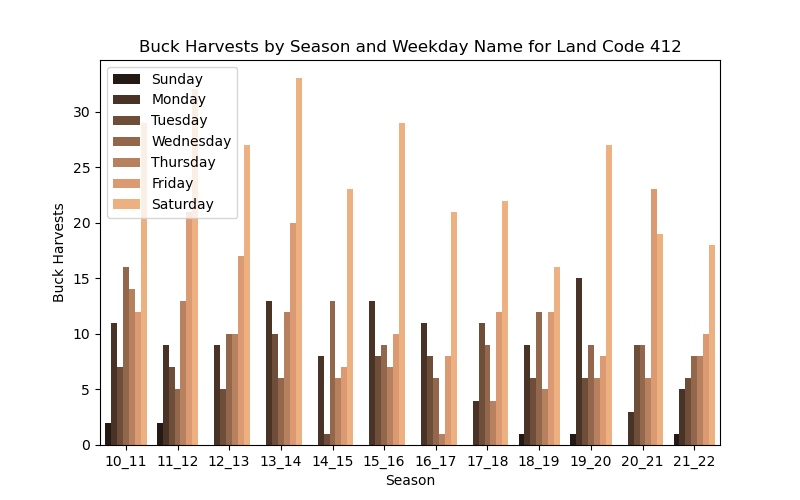 Buck Harvests by Season and Weekday Name for Land Code 412
Sunday
Monday
Tuesday
Wednesday
Thursday
Friday
Saturday
30
25
20
15
10
5
0
Buck Harvests
10_11 11_12 12_13 13_14 14_15 15_16 16_17 17_18 18_19 19_20 20_21 21_22
Season